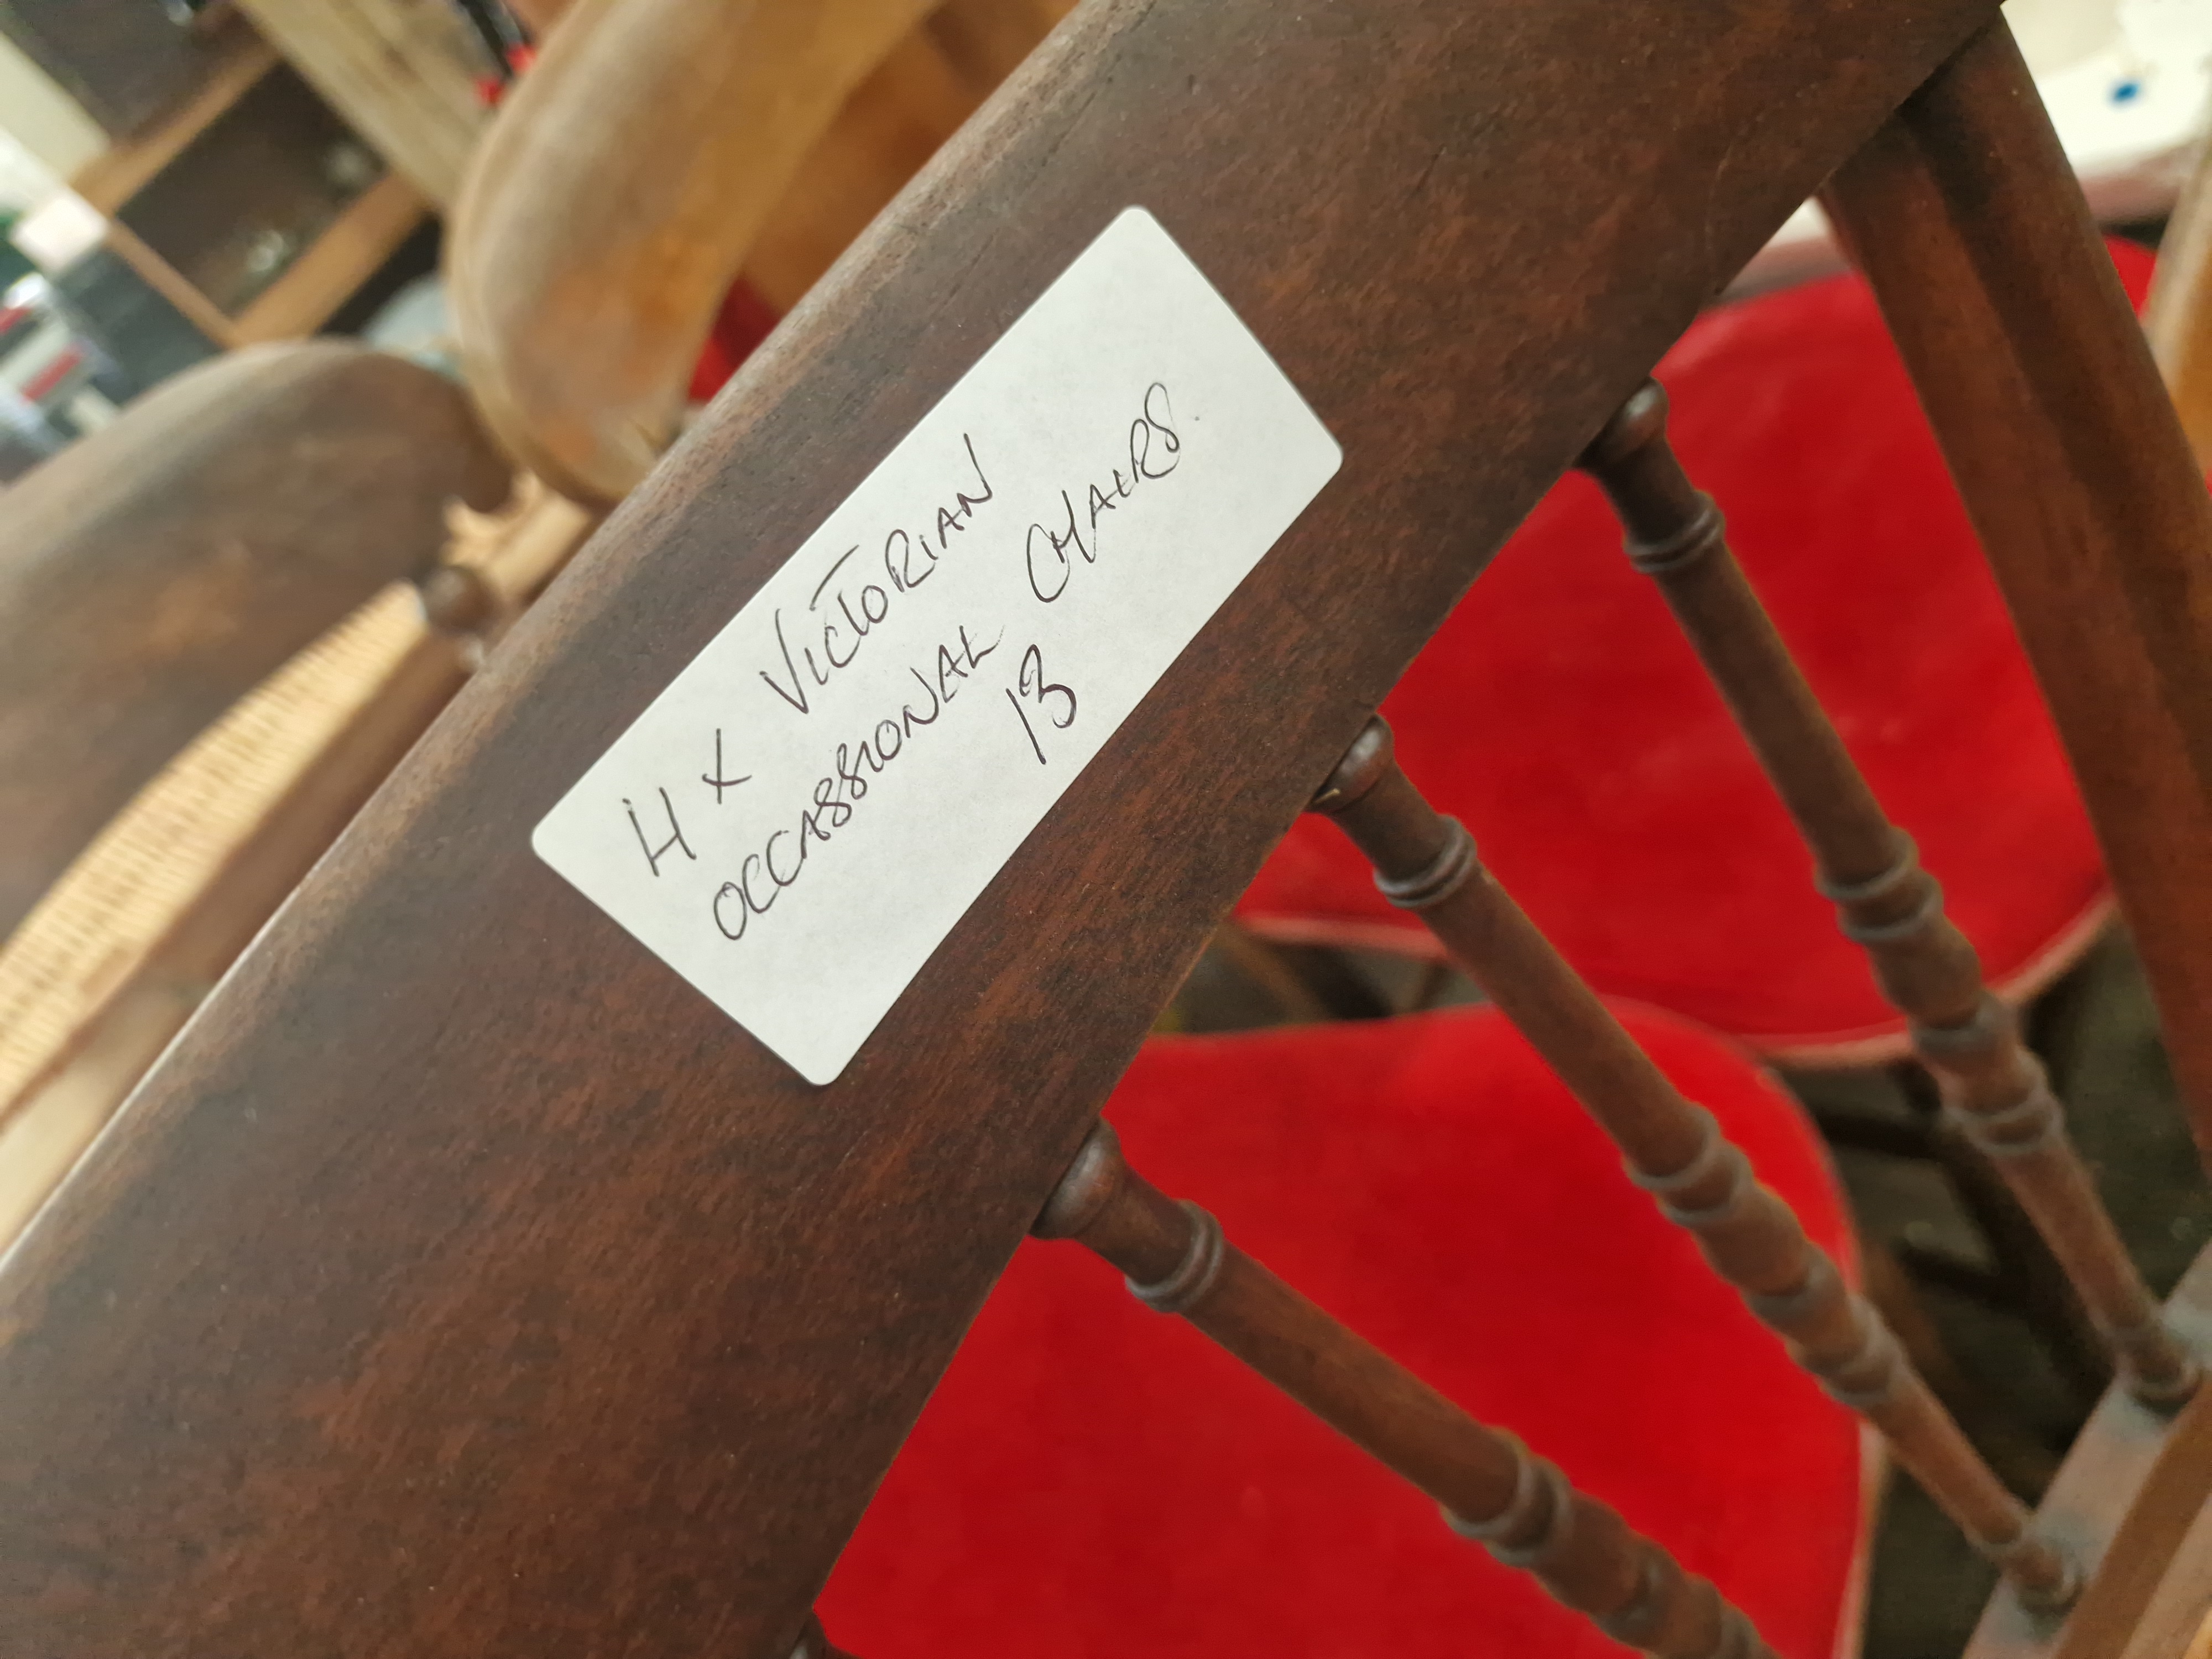 4 x VICTORIAN
OCCASSIONAL CHAIRS.
13